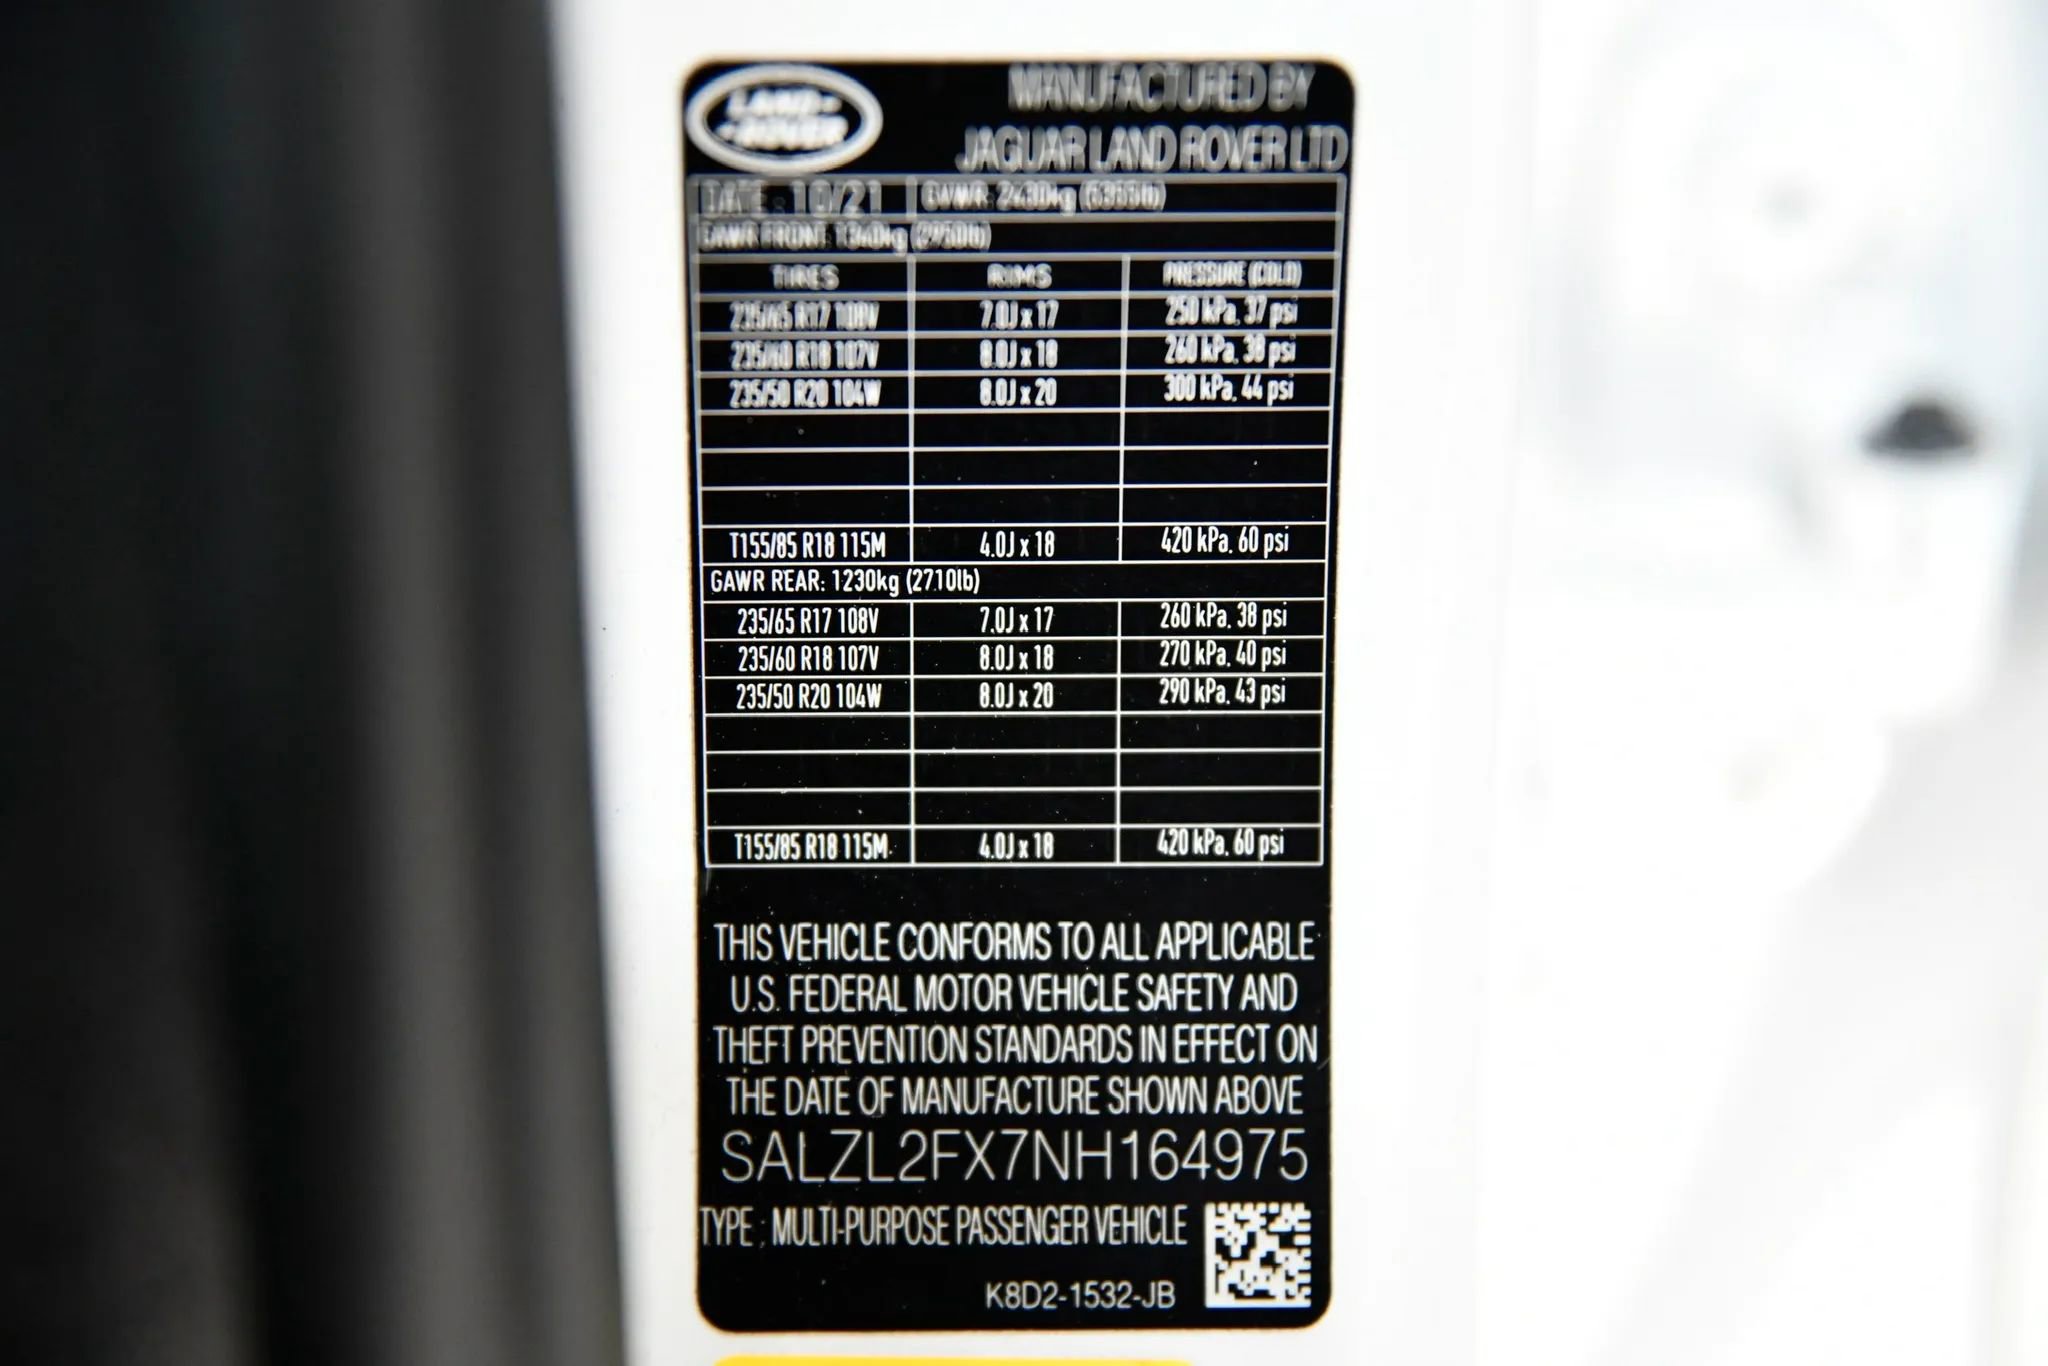 LAND-
-ROVER
MANUFACTURED BY
JAGUAR LAND ROVER LTD
DATE : 10/21 GVWR: 2430kg (5355lb)
GAWR FRONT: 1340kg (2950lb)
TIRES RIMS PRESSURE (COLD)
235/65 R17 108V 7.0J x 17 250 kPa, 37 psi
235/60 R18 107V 8.0J x 18 260 kPa, 38 psi
235/50 R20 104W 8.0J x 20 300 kPa, 44 psi
T155/85 R18 115M 4.0J x 18 420 kPa, 60 psi
GAWR REAR: 1230kg (2710lb)
235/65 R17 108V 7.0J x 17 260 kPa, 38 psi
235/60 R18 107V 8.0J x 18 270 kPa, 40 psi
235/50 R20 104W 8.0J x 20 290 kPa, 43 psi
T155/85 R18 115M 4.0J x 18 420 kPa, 60 psi
THIS VEHICLE CONFORMS TO ALL APPLICABLE
U.S. FEDERAL MOTOR VEHICLE SAFETY AND
THEFT PREVENTION STANDARDS IN EFFECT ON
THE DATE OF MANUFACTURE SHOWN ABOVE
SALZL2FX7NH164975
TYPE : MULTI-PURPOSE PASSENGER VEHICLE
K8D2-1532-JB